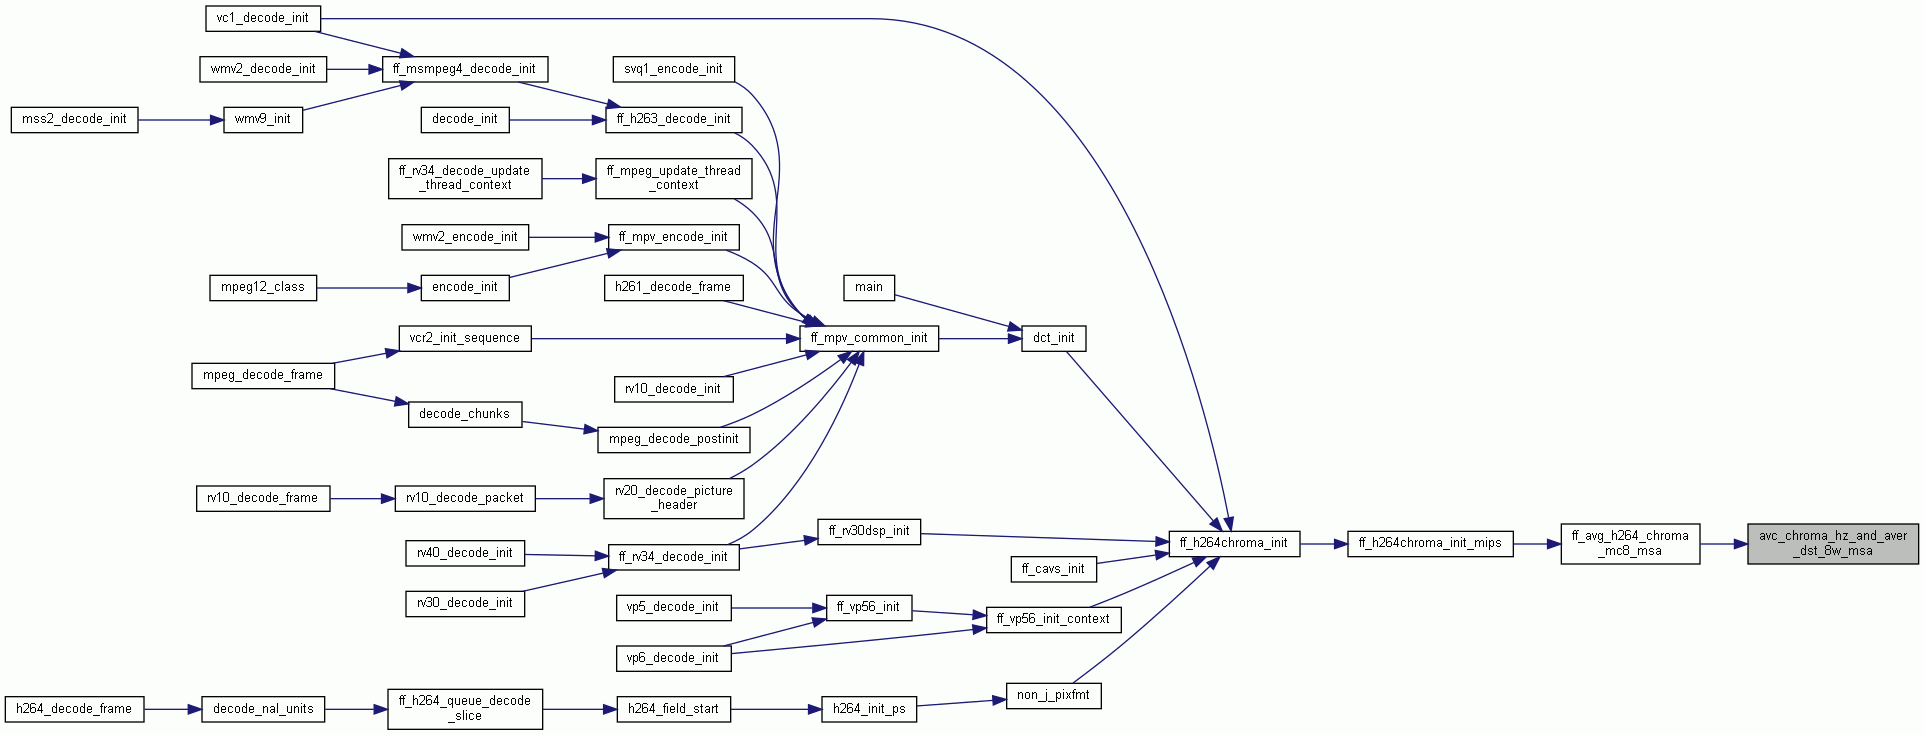 vc1_decode_init
wmv2_decode_init
ff_msmpeg4_decode_init
svq1_encode_init
mss2_decode_init
wmv9_init
decode_init
ff_h263_decode_init
ff_rv34_decode_update
_thread_context
ff_mpeg_update_thread
_context
wmv2_encode_init
ff_mpv_encode_init
mpeg12_class
encode_init
h261_decode_frame
main
vcr2_init_sequence
ff_mpv_common_init
dct_init
mpeg_decode_frame
rv10_decode_init
decode_chunks
mpeg_decode_postinit
rv10_decode_frame
rv10_decode_packet
rv20_decode_picture
_header
rv40_decode_init
ff_rv34_decode_init
ff_rv30dsp_init
ff_h264chroma_init
ff_h264chroma_init_mips
ff_avg_h264_chroma
_mc8_msa
avc_chroma_hz_and_aver
_dst_8w_msa
ff_cavs_init
rv30_decode_init
vp5_decode_init
ff_vp56_init
ff_vp56_init_context
vp6_decode_init
non_j_pixfmt
h264_decode_frame
decode_nal_units
ff_h264_queue_decode
_slice
h264_field_start
h264_init_ps